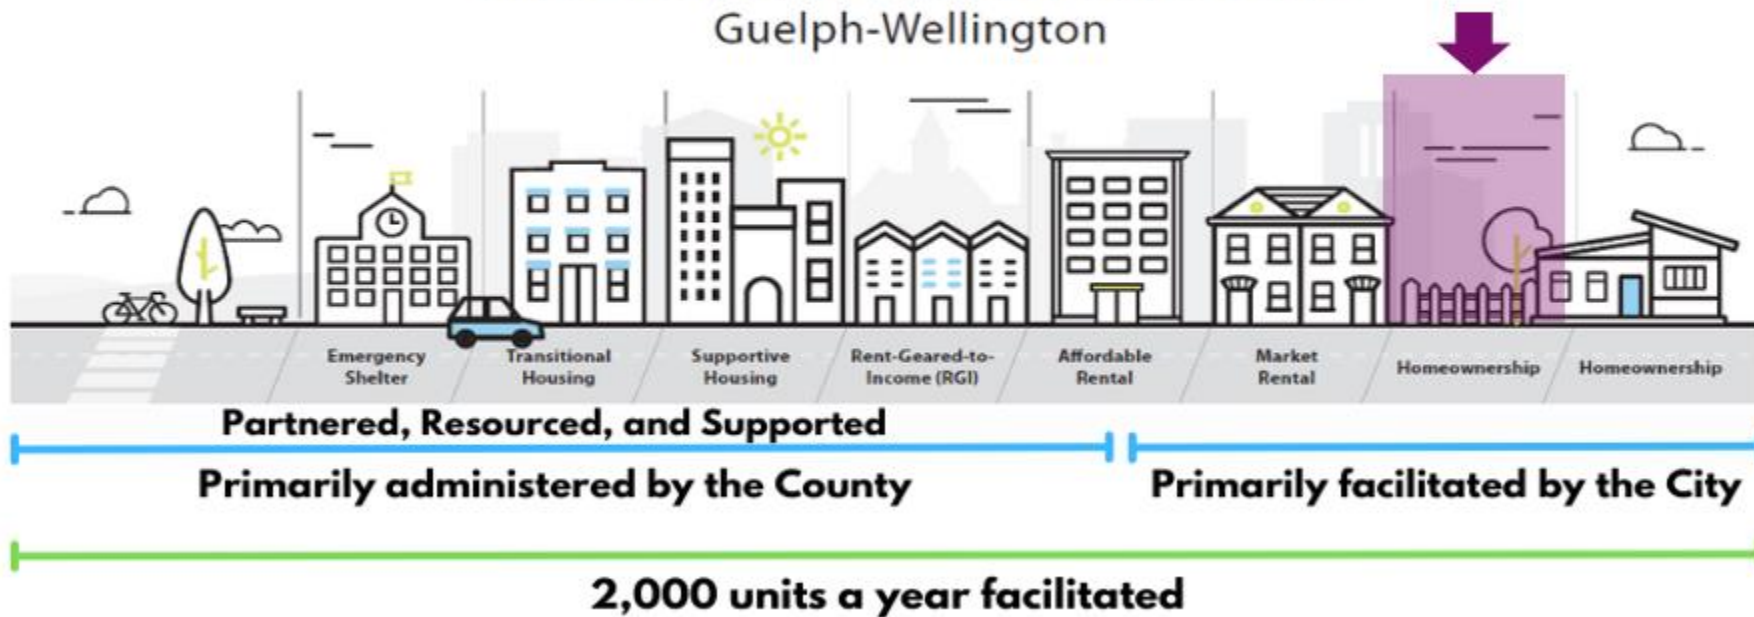 Guelph-Wellington
Emergency
Shelter
Transitional
Housing
Supportive
Housing
Rent-Geared-to-
Income (RGI)
Affordable
Rental
Market
Rental
Homeownership
Homeownership
Partnered, Resourced, and Supported
Primarily administered by the County
Primarily facilitated by the City
2,000 units a year facilitated